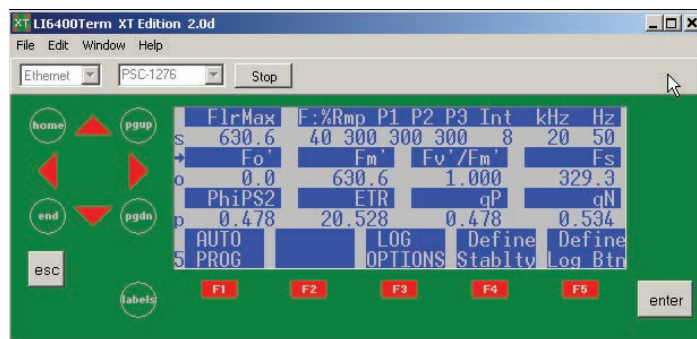 XT LI6400Term XT Edition 2.0d
File Edit Window Help
Ethernet PSC-1276 Stop
home pgup
FlrMax F:%Rmp P1 P2 P3 Int kHz Hz
s 630.6 40 300 300 300 8 20 50
Fo' Fm' Fv'/Fm' Fs
o 0.0 630.6 1.000 329.3
PhiPS2 ETR qP qN
end pgdn
p 0.478 20.528 0.478 0.534
AUTO LOG Define Define
5 PROG OPTIONS Stablty Log Btn
esc
F1 F2 F3 F4 F5
labels
enter